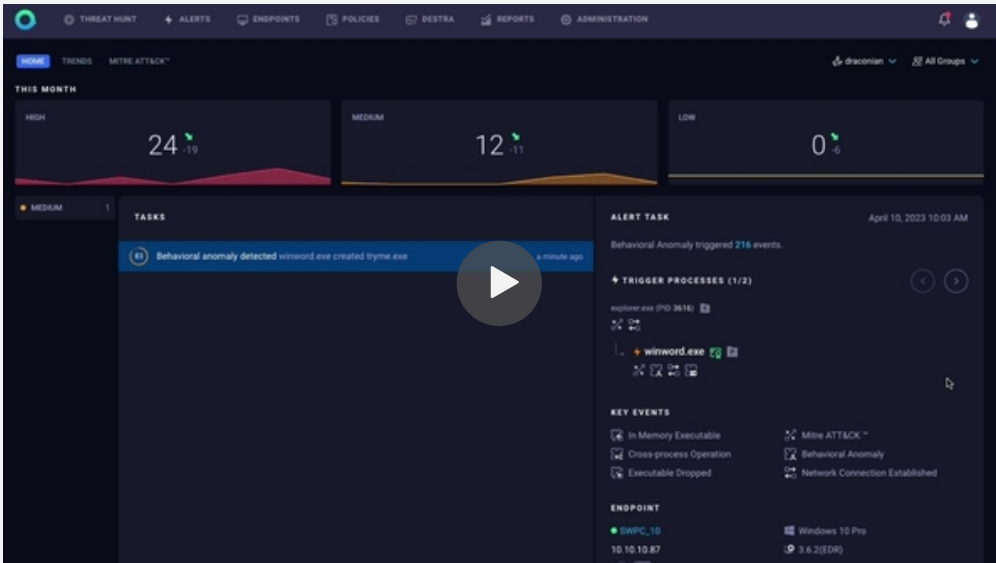 THREAT HUNT ALERTS ENDPOINTS POLICIES DESTRA REPORTS ADMINISTRATION
HOME TRENDS MITRE ATT&CK™ draconian All Groups
THIS MONTH
HIGH MEDIUM LOW
24 -19 12 -11 0 -6
MEDIUM 1
TASKS
83 Behavioral anomaly detected winword.exe created tryme.exe a minute ago
ALERT TASK April 10, 2023 10:03 AM
Behavioral Anomaly triggered 216 events.
TRIGGER PROCESSES (1/2)
explorer.exe (PID 3616)
winword.exe
KEY EVENTS
In Memory Executable Mitre ATT&CK ™
Cross-process Operation Behavioral Anomaly
Executable Dropped Network Connection Established
ENDPOINT
SWPC_10 Windows 10 Pro
10.10.10.87 3.6.2(EDR)